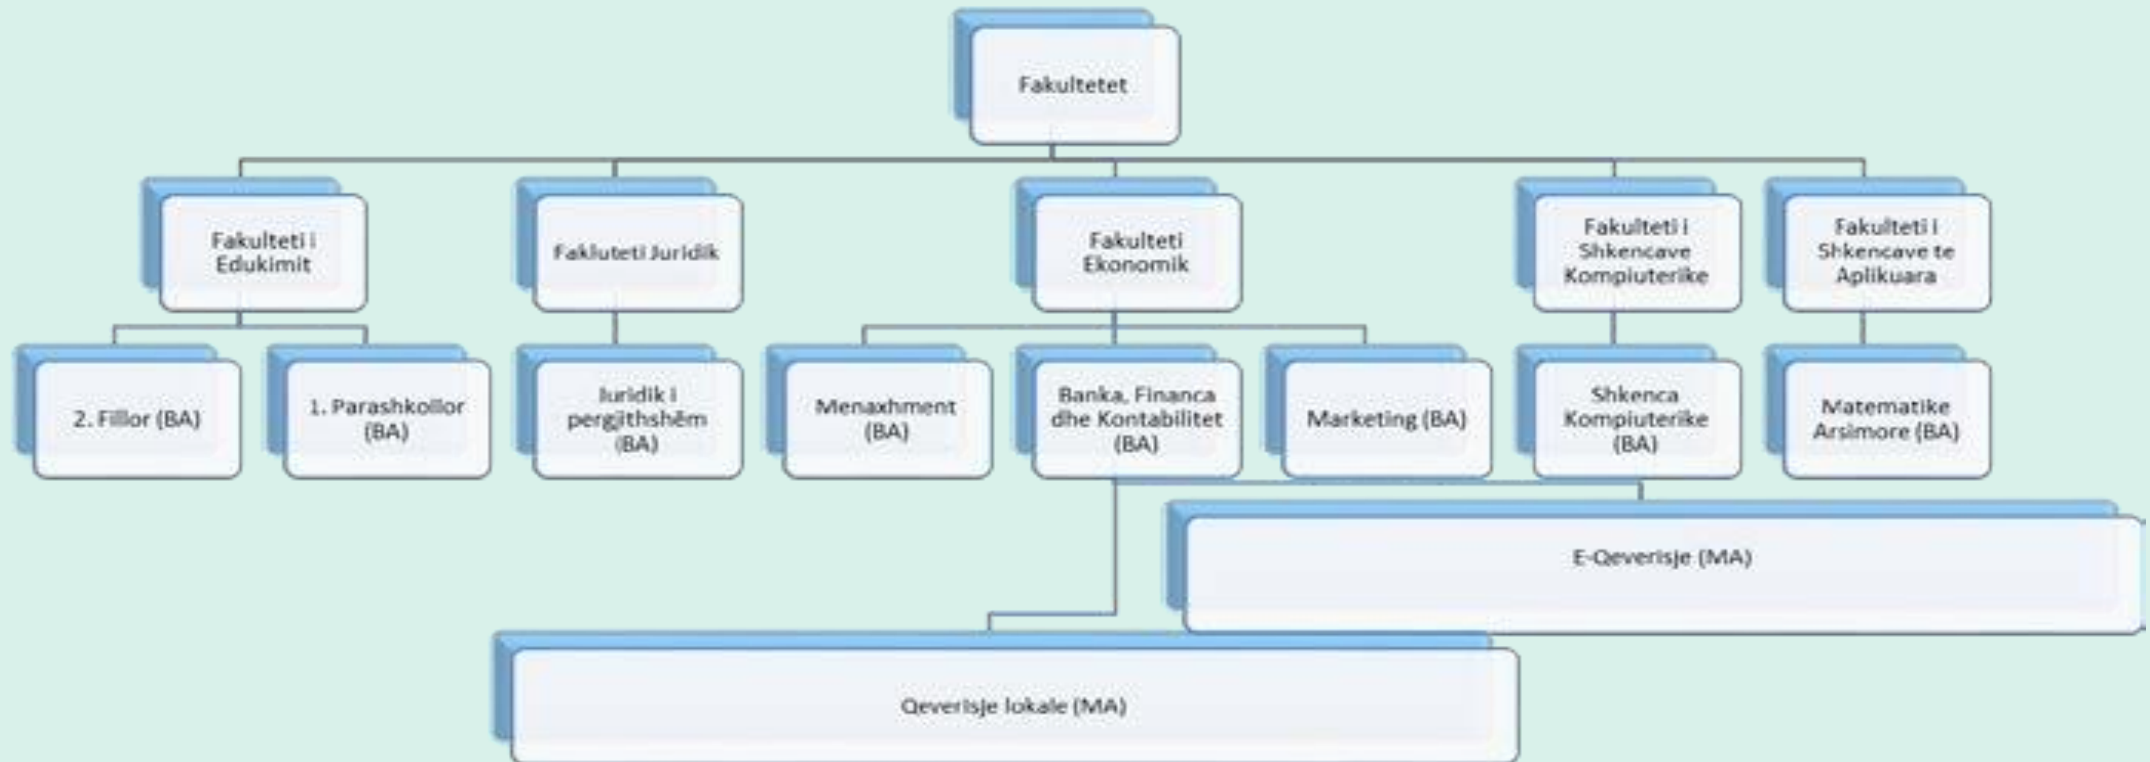 Fakultetet
Fakulteti i
Edukimit
Fakluteti Juridik
Fakulteti
Ekonomik
Fakulteti i
Shkencave
Kompiuterike
Fakulteti i
Shkencave te
Aplikuara
2. Fillor (BA)
1. Parashkollor
(BA)
Juridik i
pergjithshëm
(BA)
Menaxhment
(BA)
Banka, Financa
dhe Kontabilitet
(BA)
Marketing (BA)
Shkenca
Kompiuterike
(BA)
Matematike
Arsimore (BA)
E-Qeverisje (MA)
Qeverisje lokale (MA)